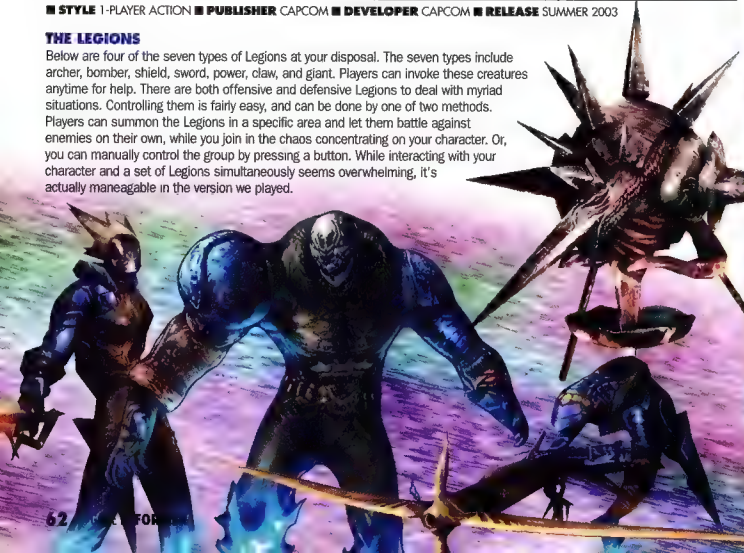 ■ STYLE 1-PLAYER ACTION ■ PUBLISHER CAPCOM ■ DEVELOPER CAPCOM ■ RELEASE SUMMER 2003
THE LEGIONS
Below are four of the seven types of Legions at your disposal. The seven types include
archer, bomber, shield, sword, power, claw, and giant. Players can invoke these creatures
anytime for help. There are both offensive and defensive Legions to deal with myriad
situations. Controlling them is fairly easy, and can be done by one of two methods.
Players can summon the Legions in a specific area and let them battle against
enemies on their own, while you join in the chaos concentrating on your character. Or,
you can manually control the group by pressing a button. While interacting with your
character and a set of Legions simultaneously seems overwhelming, it's
actually maneagable in the version we played.
62